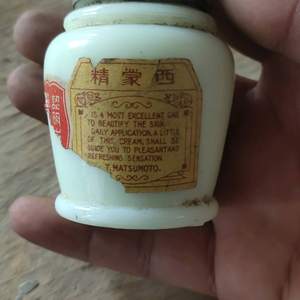 精蒙西
IS A MOST EXCELLENT ONE
TO BEAUTIFY THE SKIN.
DAILY APPLICATION, A LITTLE
OF THIS CREAM, SHALL SE
GUIDE YOU TO PLEASANTAND
REFRESHING SENSATION.
T. MATSUMOTO.